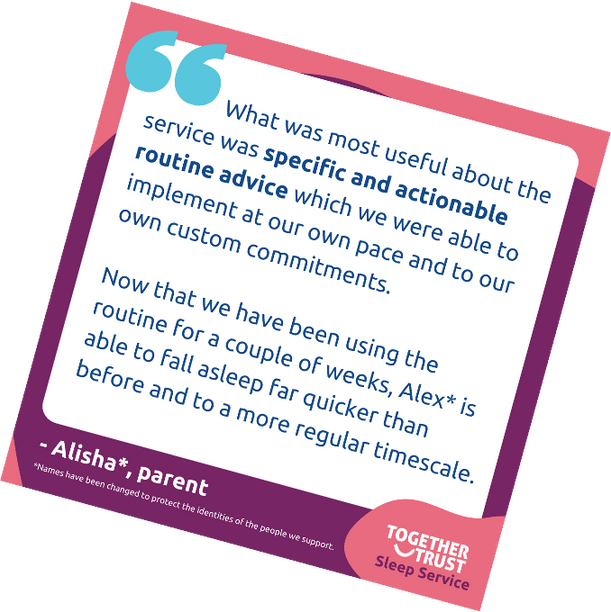 What was most useful about the
service was specific and actionable
routine advice which we were able to
implement at our own pace and to our
own custom commitments.
Now that we have been using the
routine for a couple of weeks, Alex* is
able to fall asleep far quicker than
before and to a more regular timescale.
- Alisha*, parent
*Names have been changed to protect the identities of the people we support.
TOGETHER
TRUST
Sleep Service